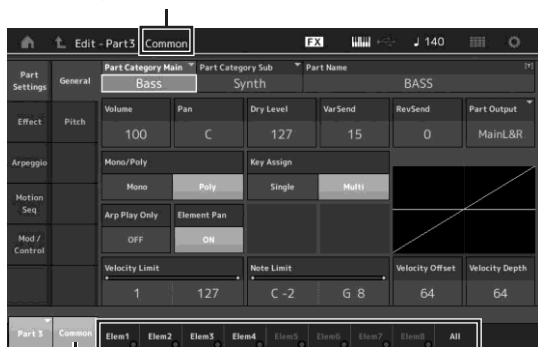 Edit - Part3 Common FX 140
Part Settings General Part Category Main Part Category Sub Part Name
Bass Synth BASS
Effect Pitch Volume Pan Dry Level VarSend RevSend Part Output
100 C 127 15 0 MainL&R
Arpeggio Mono/Poly Key Assign
Mono Poly Single Multi
Motion Seq Arp Play Only Element Pan
Mod / Control OFF ON
Velocity Limit Note Limit Velocity Offset Velocity Depth
1 127 C -2 G 8 64 64
Part 3 Common Elem1 Elem2 Elem3 Elem4 Elem5 Elem6 Elem7 Elem8 All